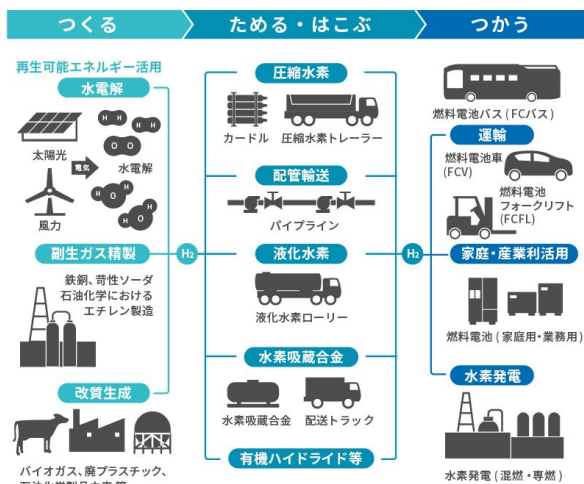 つくる
ためる・はこぶ
つかう
再生可能エネルギー活用
水電解
H H
H H
O O
太陽光
電気
水電解
H O H
H O H
風力
副生ガス精製
鉄銅、苛性ソーダ
石油化学における
エチレン製造
改質生成
バイオガス、廃プラスチック、
石油化学製品由来 等
H2
圧縮水素
カードル
圧縮水素トレーラー
配管輸送
パイプライン
液化水素
液化水素ローリー
水素吸蔵合金
水素吸蔵合金
配送トラック
有機ハイドライド等
H2
燃料電池バス(FCバス)
運輸
燃料電池車
(FCV)
燃料電池
フォークリフト
(FCFL)
家庭・産業利活用
燃料電池(家庭用・業務用)
水素発電
水素発電(混燃・専燃)